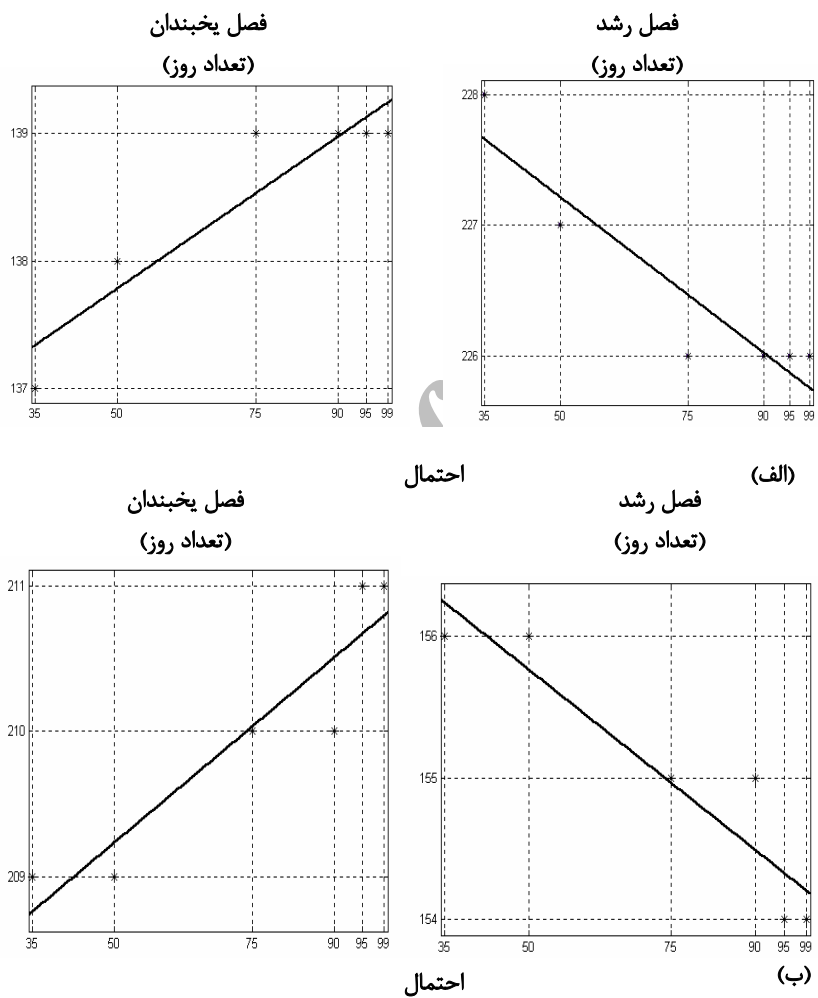 فصل رشد
(تعداد روز)
228
227
226
35 50 75 90 95 99
فصل یخبندان
(تعداد روز)
139
138
137
35 50 75 90 95 99
(الف)
احتمال
فصل رشد
(تعداد روز)
156
155
154
35 50 75 90 95 99
فصل یخبندان
(تعداد روز)
211
210
209
35 50 75 90 95 99
(ب)
احتمال